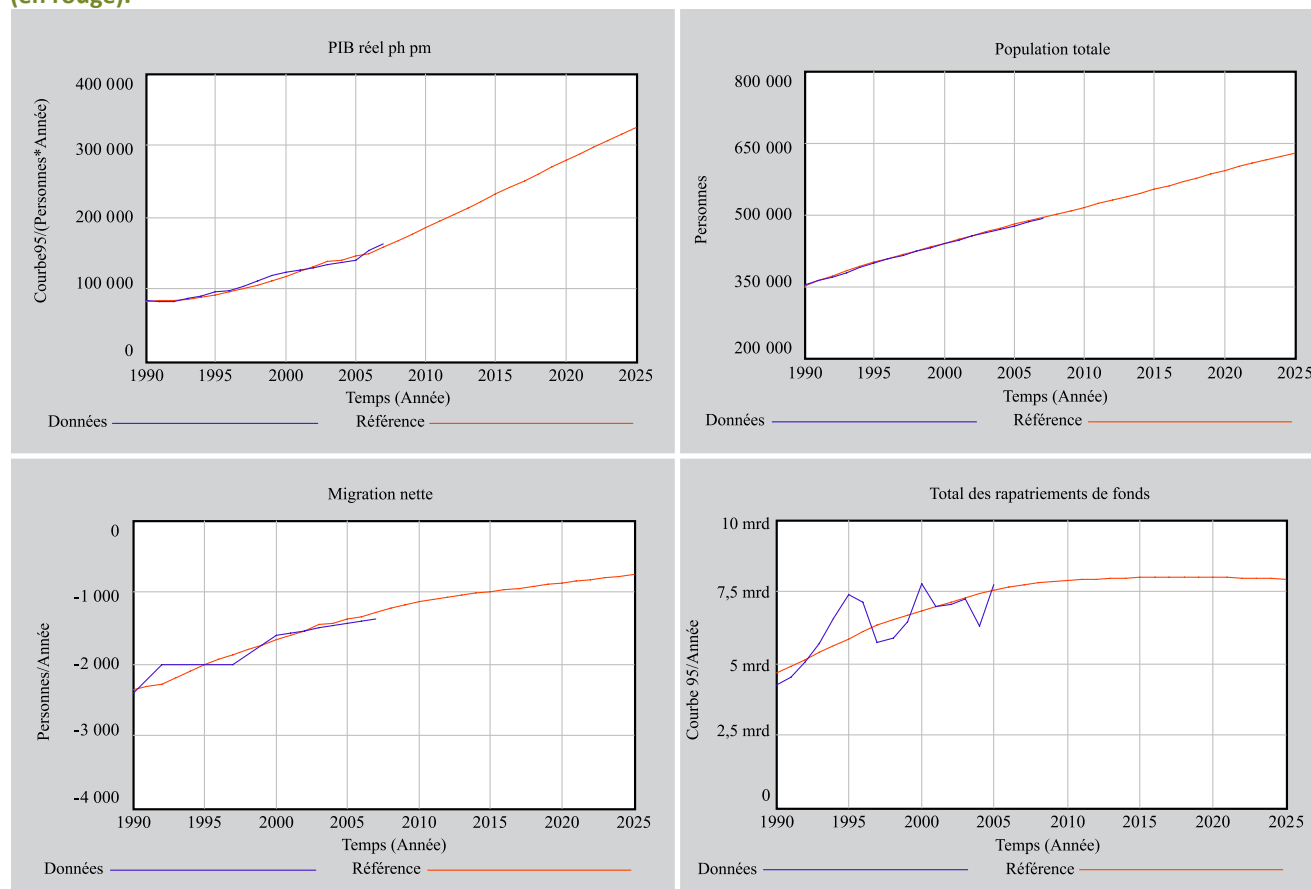 (en rouge).
PIB réel ph pm
Courbe95/(Personnes*Année)
400 000
300 000
200 000
100 000
0
1990 1995 2000 2005 2010 2015 2020 2025
Temps (Année)
Données Référence
Population totale
Personnes
800 000
650 000
500 000
350 000
200 000
1990 1995 2000 2005 2010 2015 2020 2025
Temps (Année)
Données Référence
Migration nette
Personnes/Année
0
-1 000
-2 000
-3 000
-4 000
1990 1995 2000 2005 2010 2015 2020 2025
Temps (Année)
Données Référence
Total des rapatriements de fonds
Courbe 95/Année
10 mrd
7,5 mrd
5 mrd
2,5 mrd
0
1990 1995 2000 2005 2010 2015 2020 2025
Temps (Année)
Données Référence